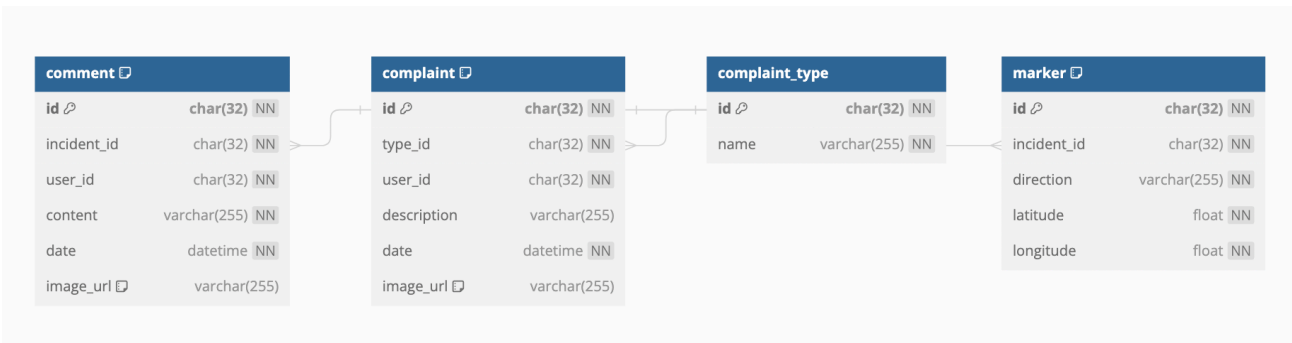 comment
id char(32) NN
incident_id char(32) NN
user_id char(32) NN
content varchar(255) NN
date datetime NN
image_url varchar(255)
complaint
id char(32) NN
type_id char(32) NN
user_id char(32) NN
description varchar(255)
date datetime NN
image_url varchar(255)
complaint_type
id char(32) NN
name varchar(255) NN
marker
id char(32) NN
incident_id char(32) NN
direction varchar(255) NN
latitude float NN
longitude float NN